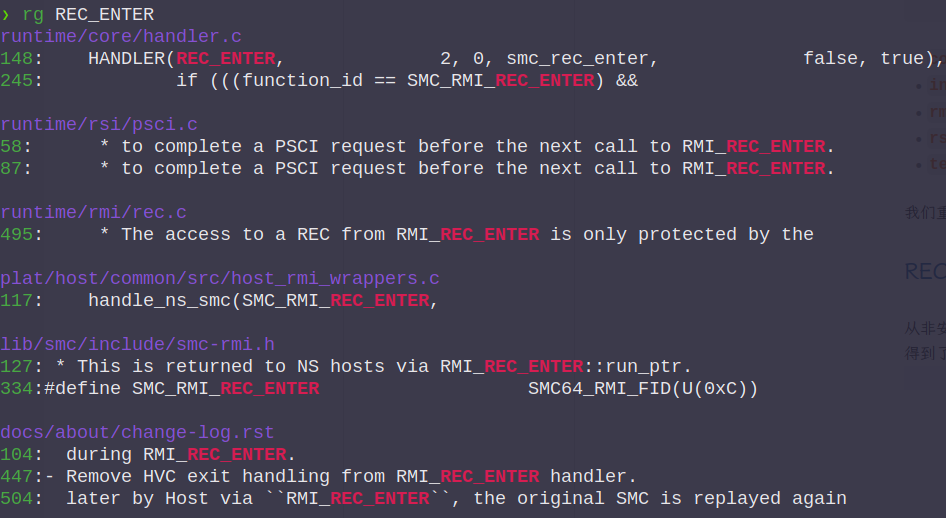 › rg REC_ENTER
runtime/core/handler.c
148:    HANDLER(REC_ENTER,              2, 0, smc_rec_enter,             false, true),
245:            if (((function_id == SMC_RMI_REC_ENTER) &&
runtime/rsi/psci.c
58:      * to complete a PSCI request before the next call to RMI_REC_ENTER.
87:      * to complete a PSCI request before the next call to RMI_REC_ENTER.
runtime/rmi/rec.c
495:     * The access to a REC from RMI_REC_ENTER is only protected by the
plat/host/common/src/host_rmi_wrappers.c
117:    handle_ns_smc(SMC_RMI_REC_ENTER,
lib/smc/include/smc-rmi.h
127: * This is returned to NS hosts via RMI_REC_ENTER::run_ptr.
334:#define SMC_RMI_REC_ENTER                   SMC64_RMI_FID(U(0xC))
docs/about/change-log.rst
104:  during RMI_REC_ENTER.
447:- Remove HVC exit handling from RMI_REC_ENTER handler.
504:  later by Host via ``RMI_REC_ENTER``, the original SMC is replayed again
我们
REC
从非
得到了